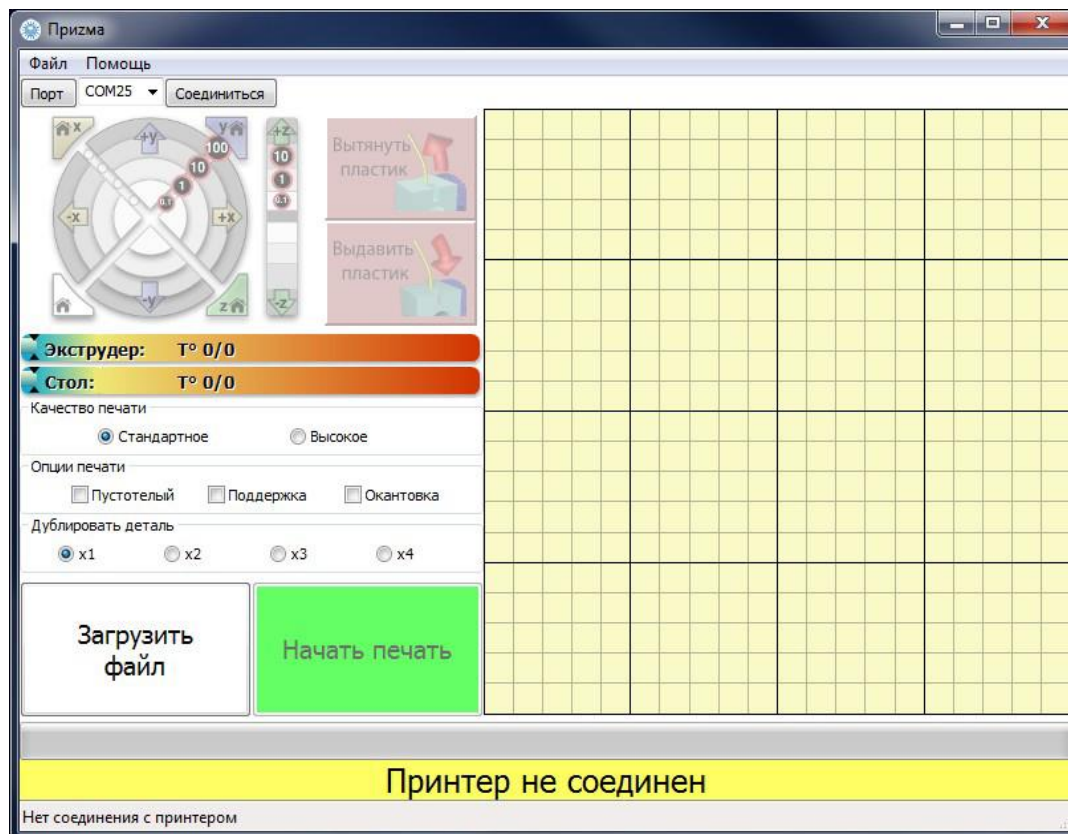 Приzма
Файл Помощь
Порт COM25 Соединиться
x y
+y 100
10
1
0.1
-x +x
-y
z
+z
10
1
0.1
-z
Вытянуть
пластик
Выдавить
пластик
Экструдер: T° 0/0
Стол: T° 0/0
Качество печати
Стандартное Высокое
Опции печати
Пустотелый Поддержка Окантовка
Дублировать деталь
x1 x2 x3 x4
Загрузить
файл
Начать печать
Принтер не соединен
Нет соединения с принтером